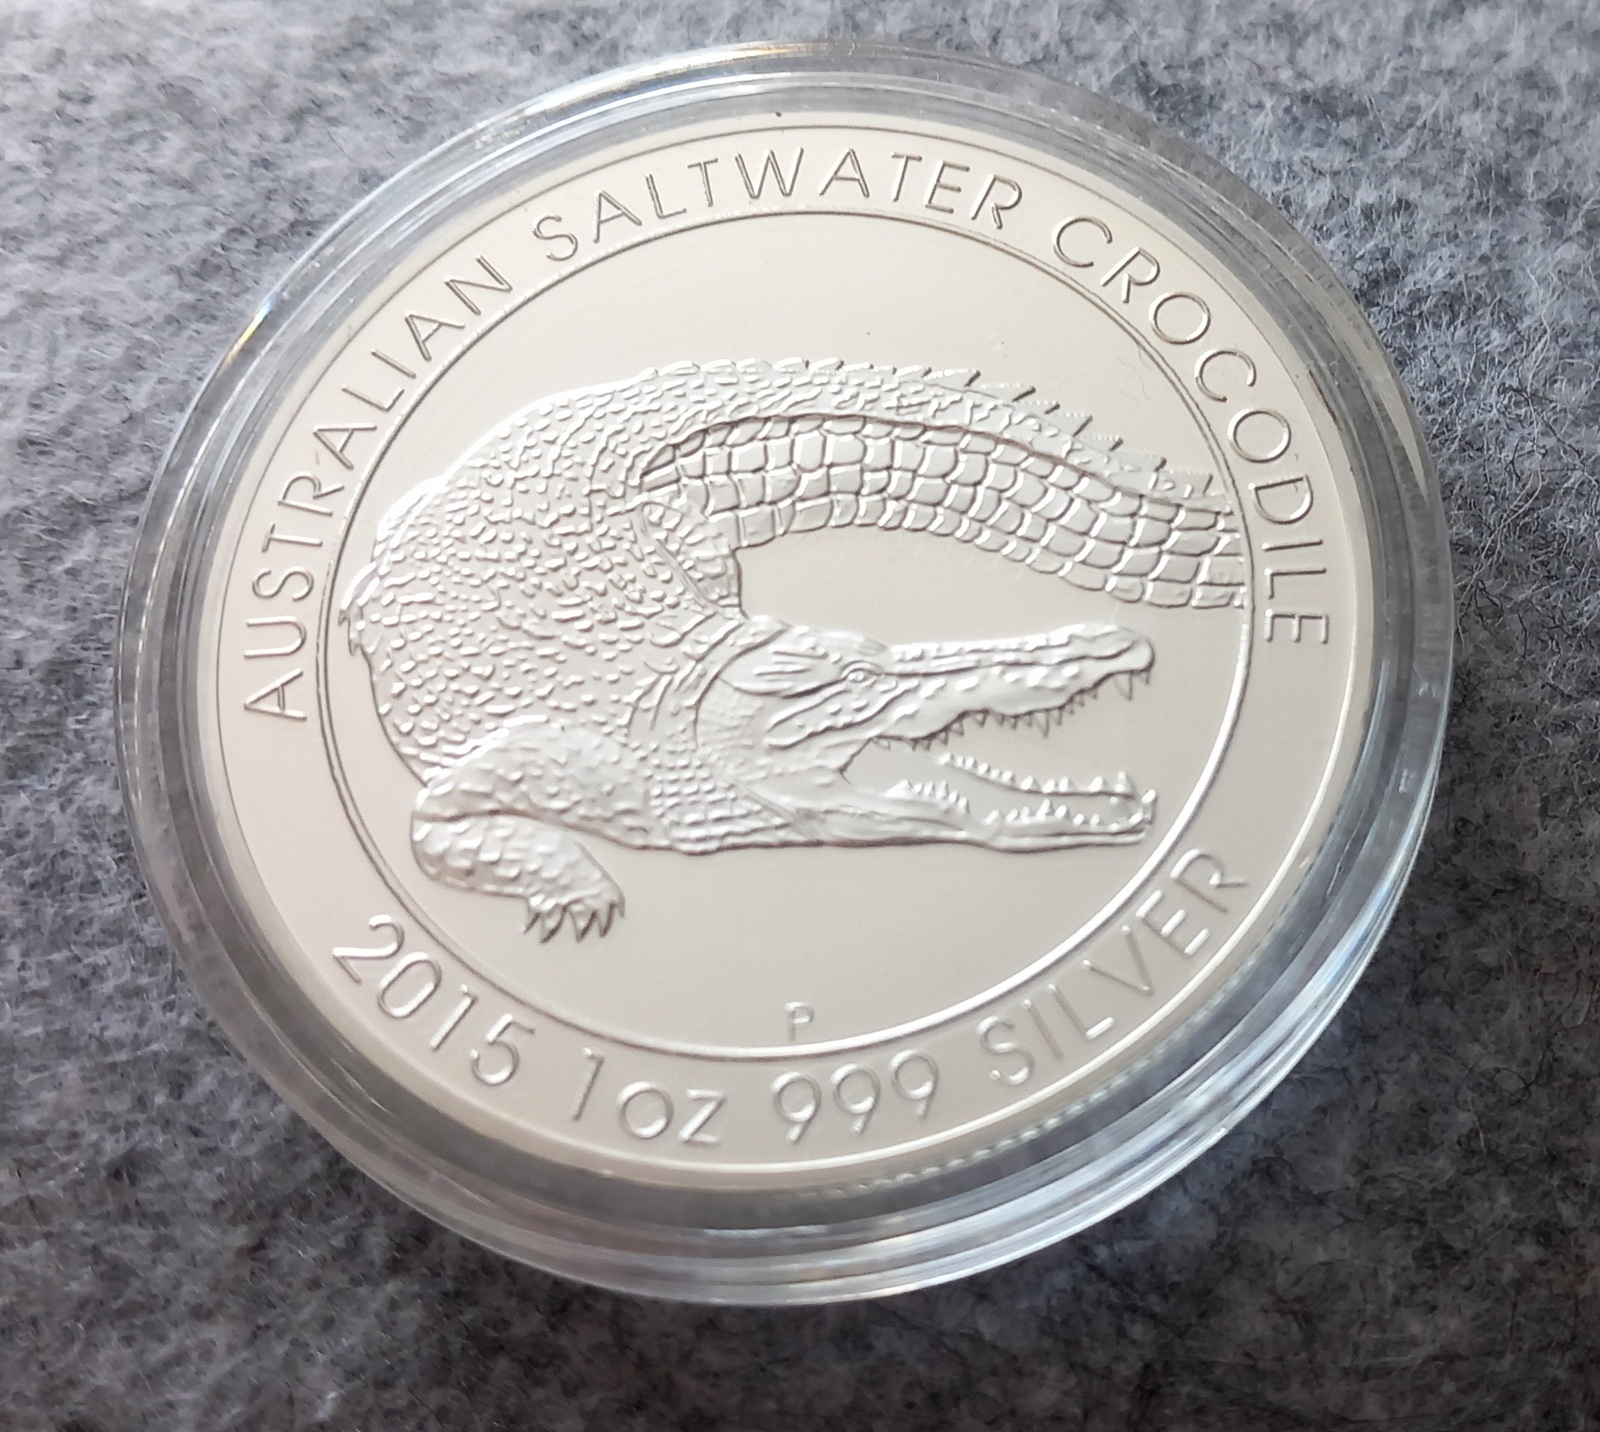 AUSTRALIAN SALTWATER CROCODILE
P
2015 1oz 999 SILVER